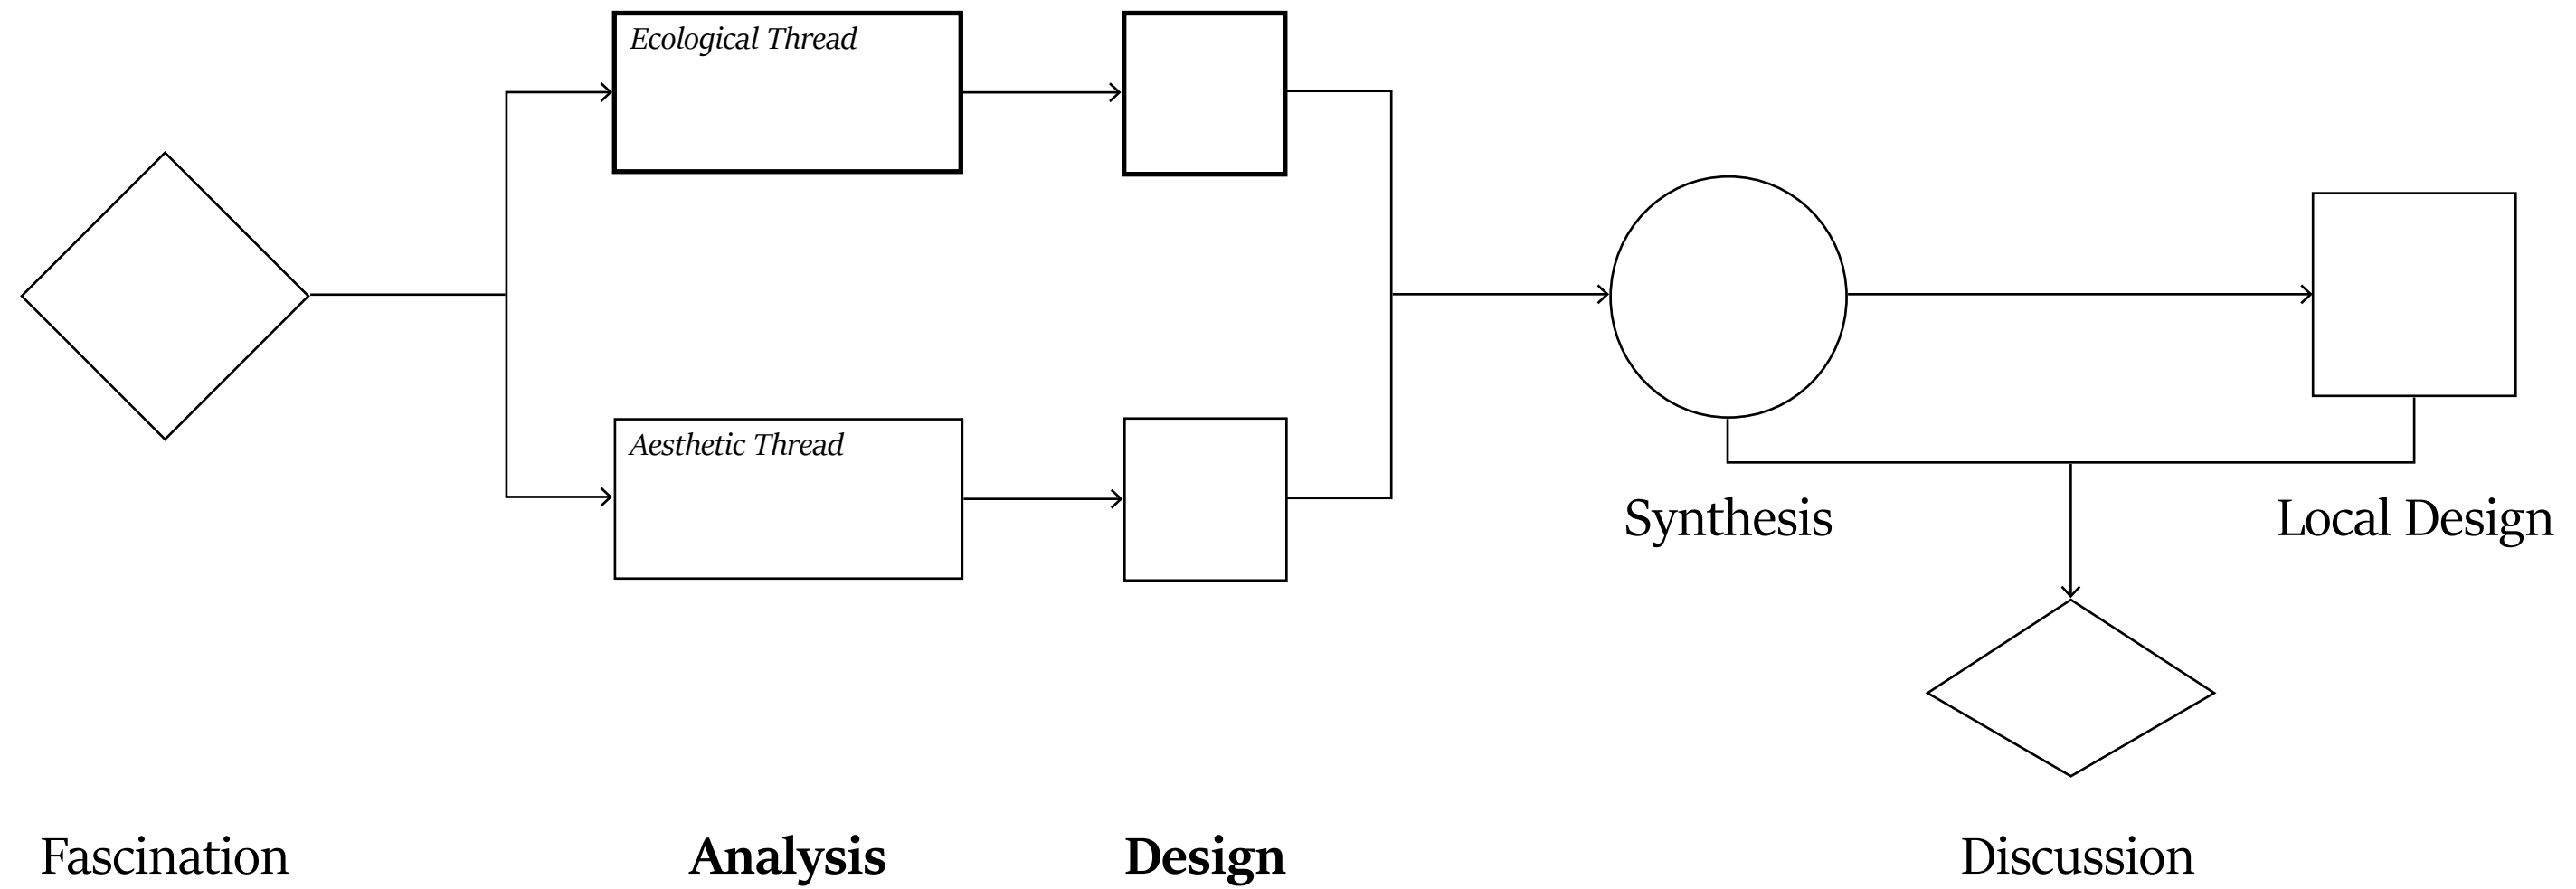 Ecological Thread
Aesthetic Thread
Synthesis
Local Design
Fascination
Analysis
Design
Discussion